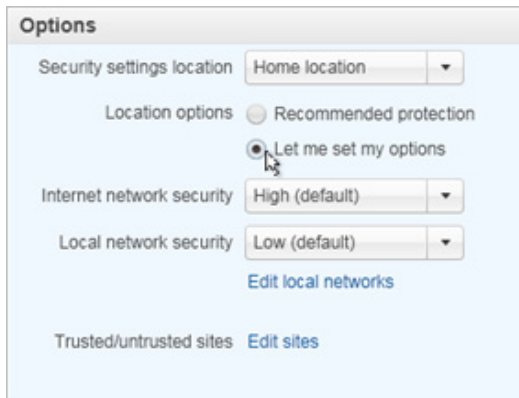 Options
Security settings location Home location
Location options Recommended protection
Let me set my options
Internet network security High (default)
Local network security Low (default)
Edit local networks
Trusted/untrusted sites Edit sites